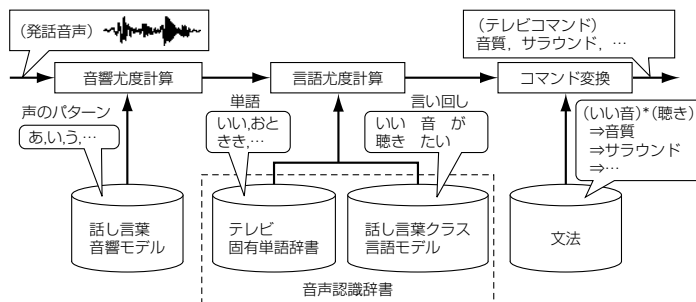 （発話音声）
（テレビコマンド）
音質，サラウンド，…
音響尤度計算
言語尤度計算
コマンド変換
声のパターン
あ,い,う,…
単語
いい,おと
きき,…
言い回し
いい　音　が
聴き　たい
（いい音）*（聴き）
⇒音質
⇒サラウンド
⇒…
話し言葉
音響モデル
テレビ
固有単語辞書
話し言葉クラス
言語モデル
文法
音声認識辞書